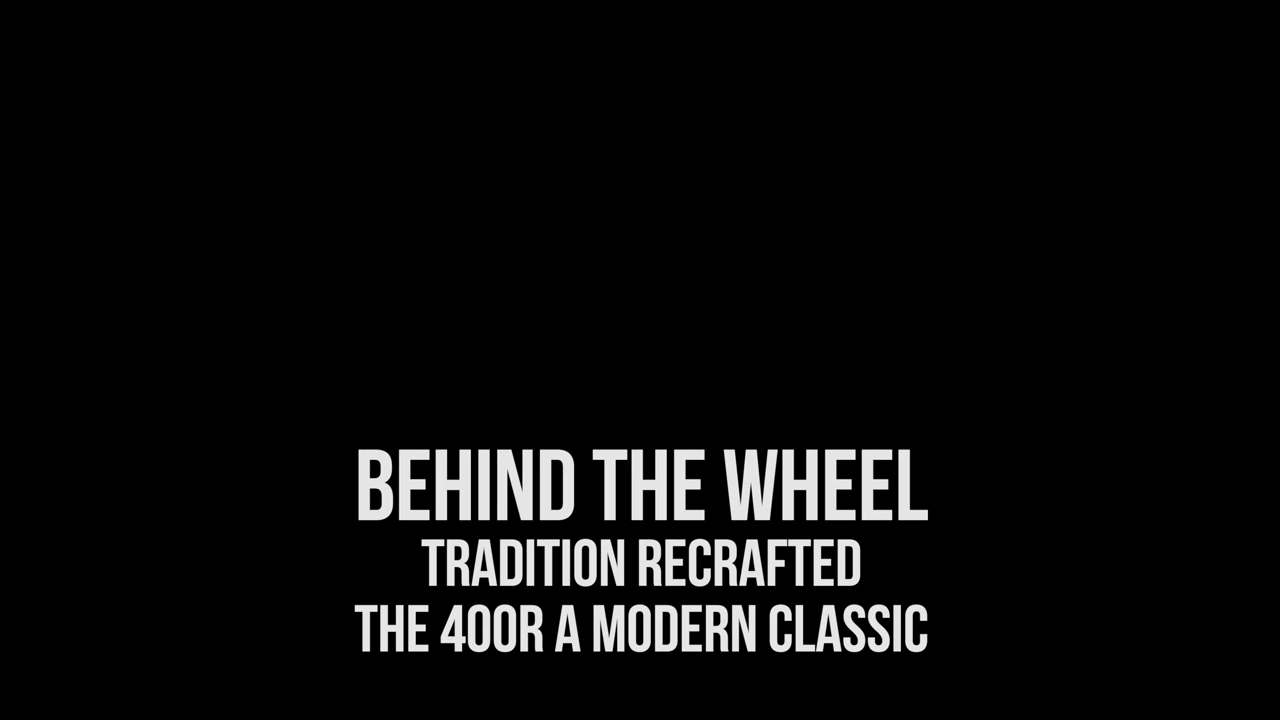 BEHIND THE WHEEL
TRADITION RECRAFTED
THE 400R A MODERN CLASSIC